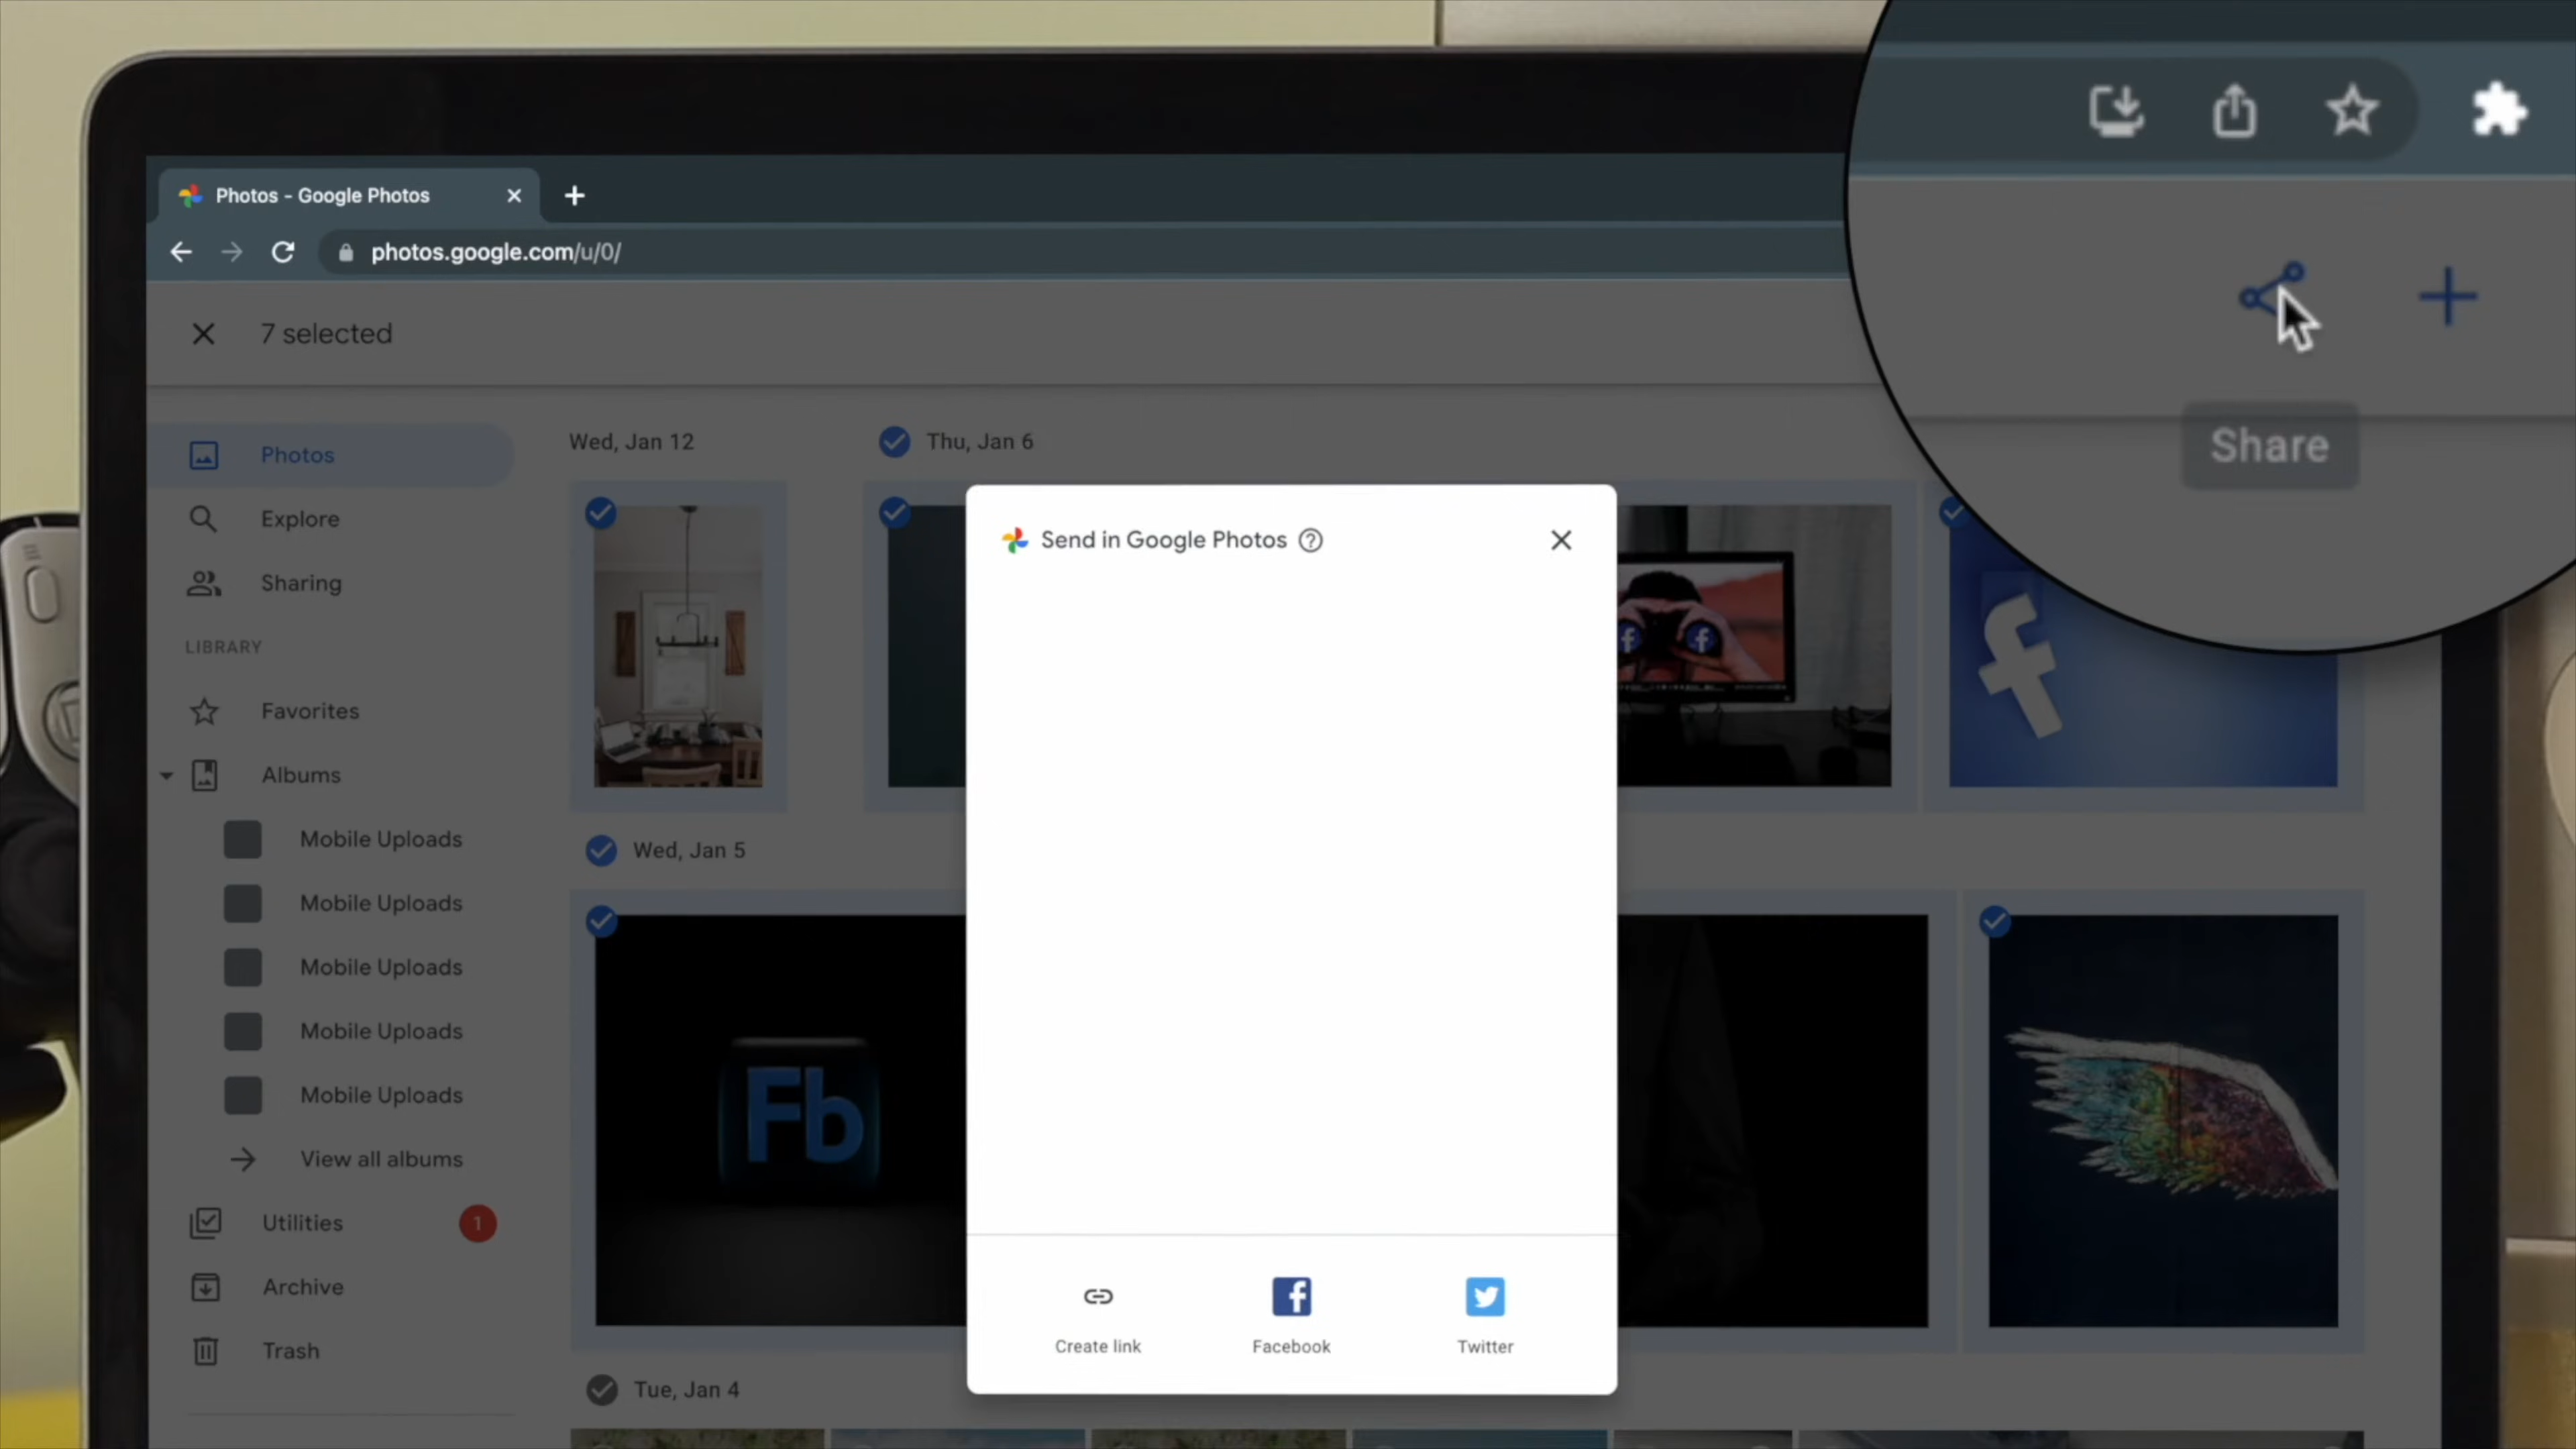 Photos - Google Photos
photos.google.com/u/0/
7 selected
Share
Photos
Explore
Sharing
LIBRARY
Favorites
Albums
Mobile Uploads
Mobile Uploads
Mobile Uploads
Mobile Uploads
Mobile Uploads
View all albums
Utilities
1
Archive
Trash
Wed, Jan 12
Thu, Jan 6
f
f
f
Wed, Jan 5
Fb
Tue, Jan 4
Send in Google Photos
?
Create link
f
Facebook
Twitter